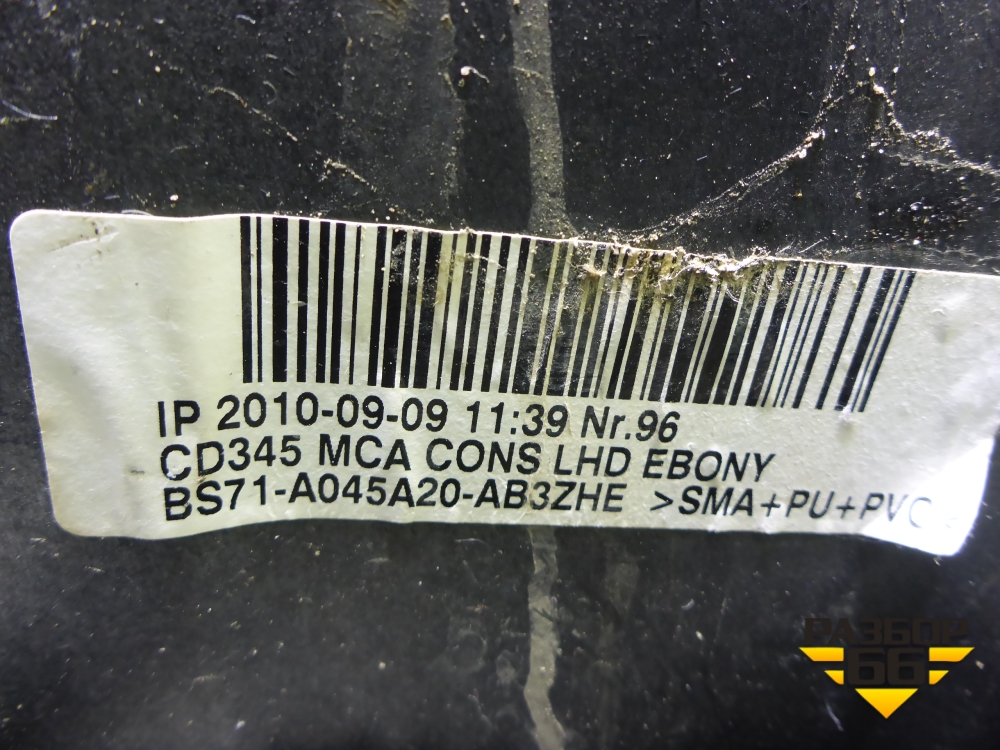 IP 2010-09-09 11:39 Nr.96
CD345 MCA CONS LHD EBONY
BS71-A045A20-AB3ZHE >SMA+PU+PVC
РАЗБОР
66